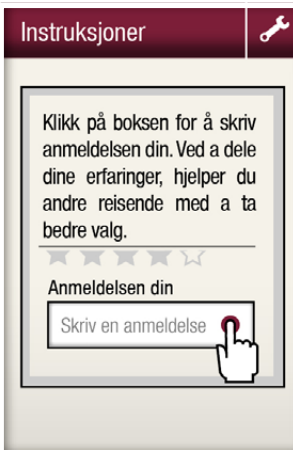 Instruksjoner
Klikk på boksen for å skriv
anmeldelsen din. Ved a dele
dine erfaringer, hjelper du
andre reisende med a ta
bedre valg.
Anmeldelsen din
Skriv en anmeldelse